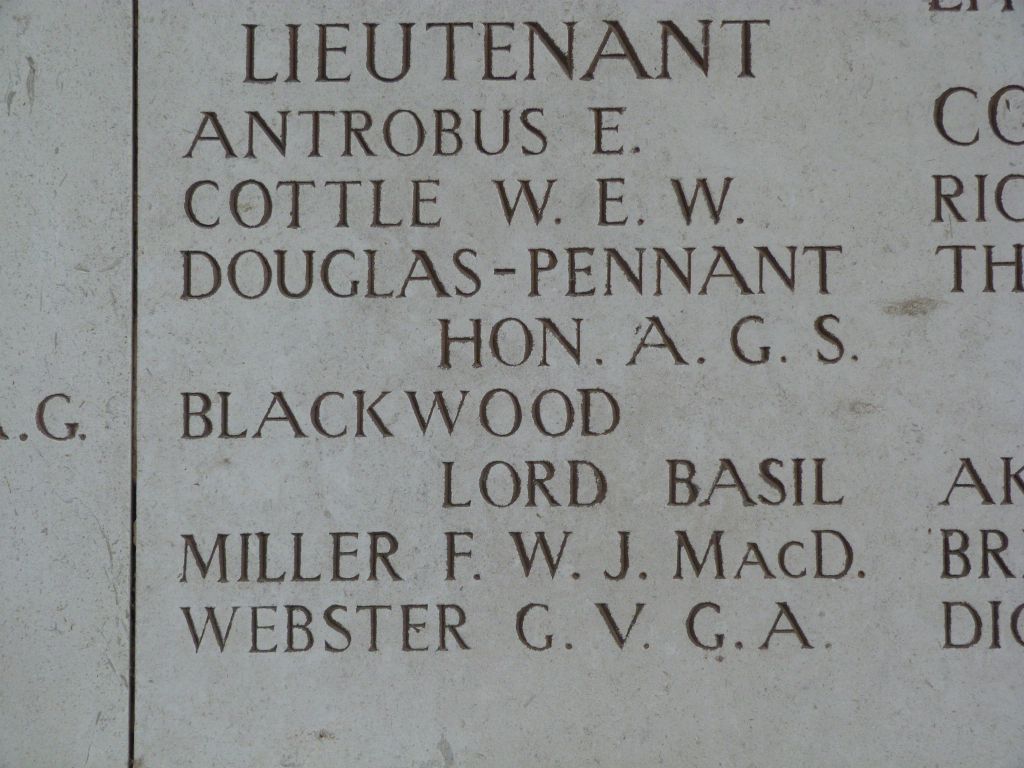 LIEUTENANT
ANTROBUS E.
COTTLE W. E. W.
DOUGLAS-PENNANT
HON. A. G. S.
BLACKWOOD
LORD BASIL
MILLER F. W. J. MACD.
WEBSTER G. V. G. A.